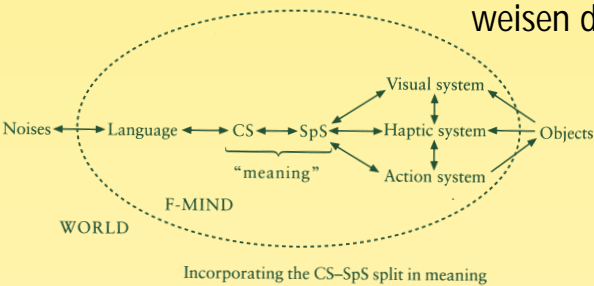 weisen d
Visual system
Noises Language CS SpS Haptic system Objects
"meaning"
Action system
F-MIND
WORLD
Incorporating the CS–SpS split in meaning